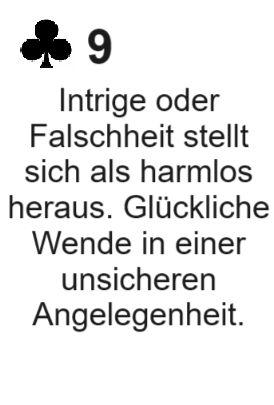 ♣ 9
Intrige oder
Falschheit stellt
sich als harmlos
heraus. Glückliche
Wende in einer
unsicheren
Angelegenheit.